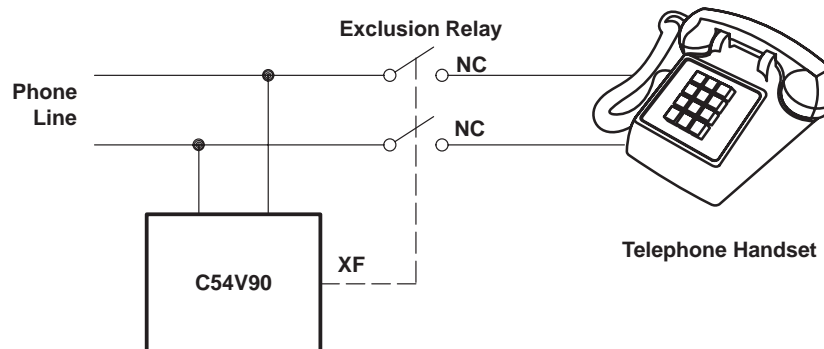 Exclusion Relay
NC
Phone
Line
NC
Telephone Handset
XF
C54V90